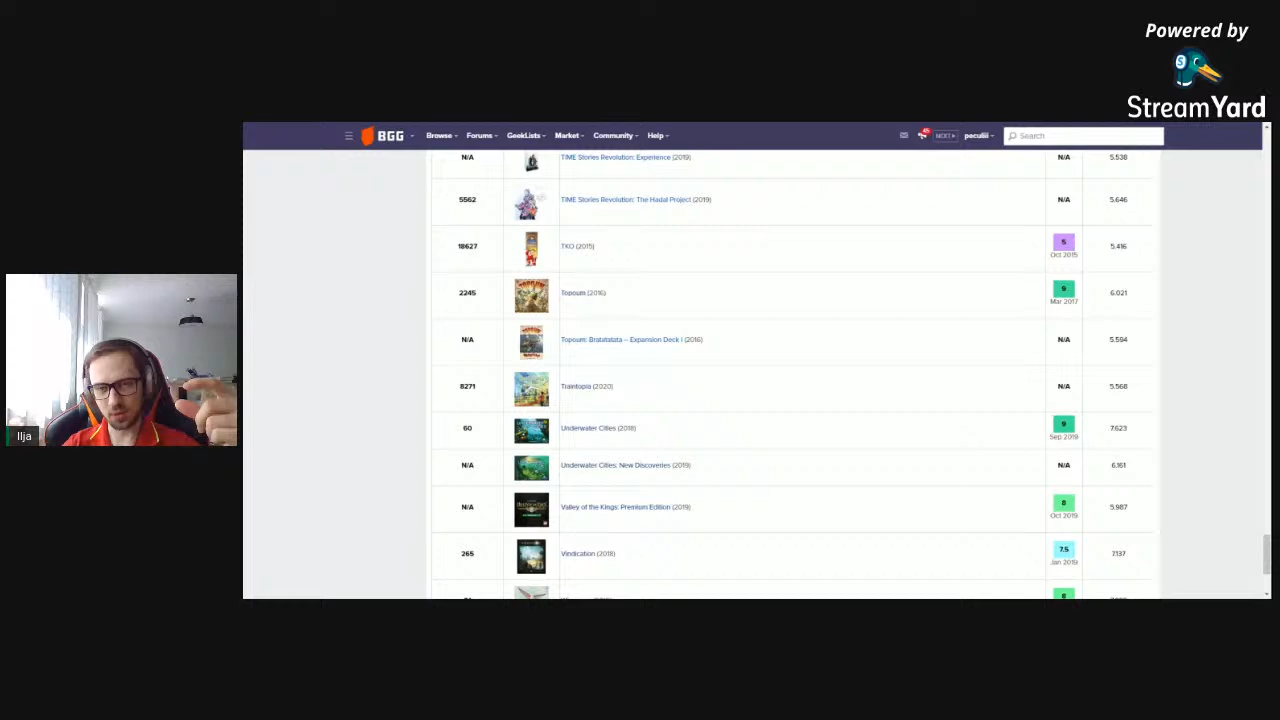 Powered by
StreamYard
BGG Browse Forums GeekLists Market Community Help NEXT peculiii Search
N/A TIME Stories Revolution: Experience (2019) N/A 5.538
5562 TIME Stories Revolution: The Hadal Project (2019) N/A 5.646
18627 TKO (2015) 5 Oct 2015 5.416
2245 Topoum (2016) 9 Mar 2017 6.021
N/A Topoum: Bratatatata – Expansion Deck I (2016) N/A 5.594
8271 Traintopia (2020) N/A 5.568
60 Underwater Cities (2018) 9 Sep 2019 7.623
N/A Underwater Cities: New Discoveries (2019) N/A 6.161
N/A Valley of the Kings: Premium Edition (2019) 8 Oct 2019 5.987
265 Vindication (2018) 7.5 Jan 2019 7.137
8
Ilja